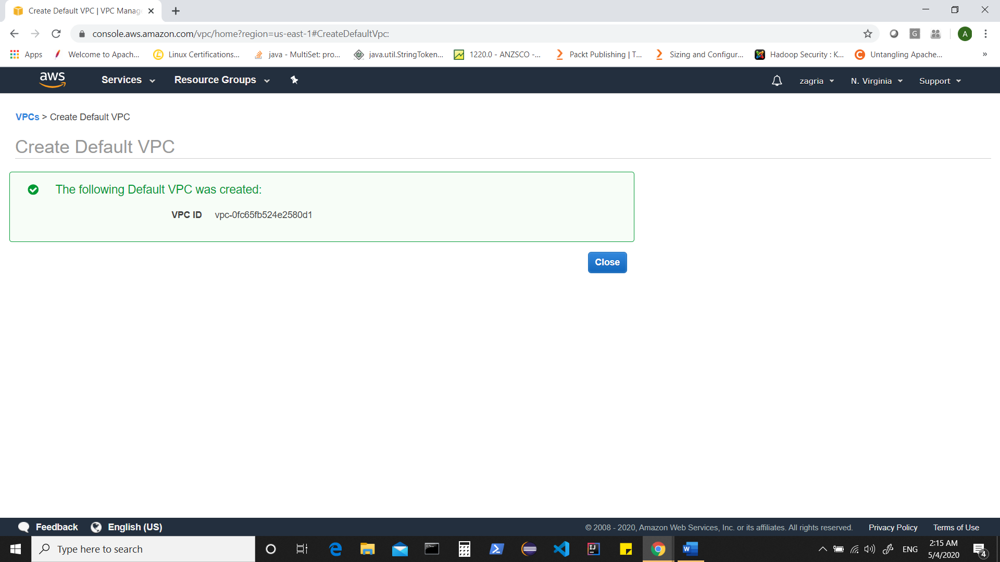 Create Default VPC | VPC Manag
console.aws.amazon.com/vpc/home?region=us-east-1#CreateDefaultVpc:
G
A
Apps
Welcome to Apach...
Linux Certifications...
java - MultiSet: pro...
java.util.StringToken...
1220.0 - ANZSCO -...
Packt Publishing | T...
Sizing and Configur...
Hadoop Security : K...
Untangling Apache...
»
aws
Services
Resource Groups
zagria
N. Virginia
Support
VPCs > Create Default VPC
Create Default VPC
The following Default VPC was created:
VPC ID vpc-0fc65fb524e2580d1
Close
Feedback
English (US)
© 2008 - 2020, Amazon Web Services, Inc. or its affiliates. All rights reserved.
Privacy Policy
Terms of Use
Type here to search
ENG
2:15 AM
5/4/2020
4